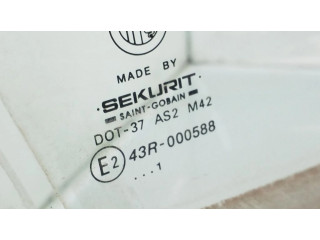 MADE BY
SEKURIT
SAINT-GOBAIN
DOT-37 AS2 M42
E2 43R-000588
...1